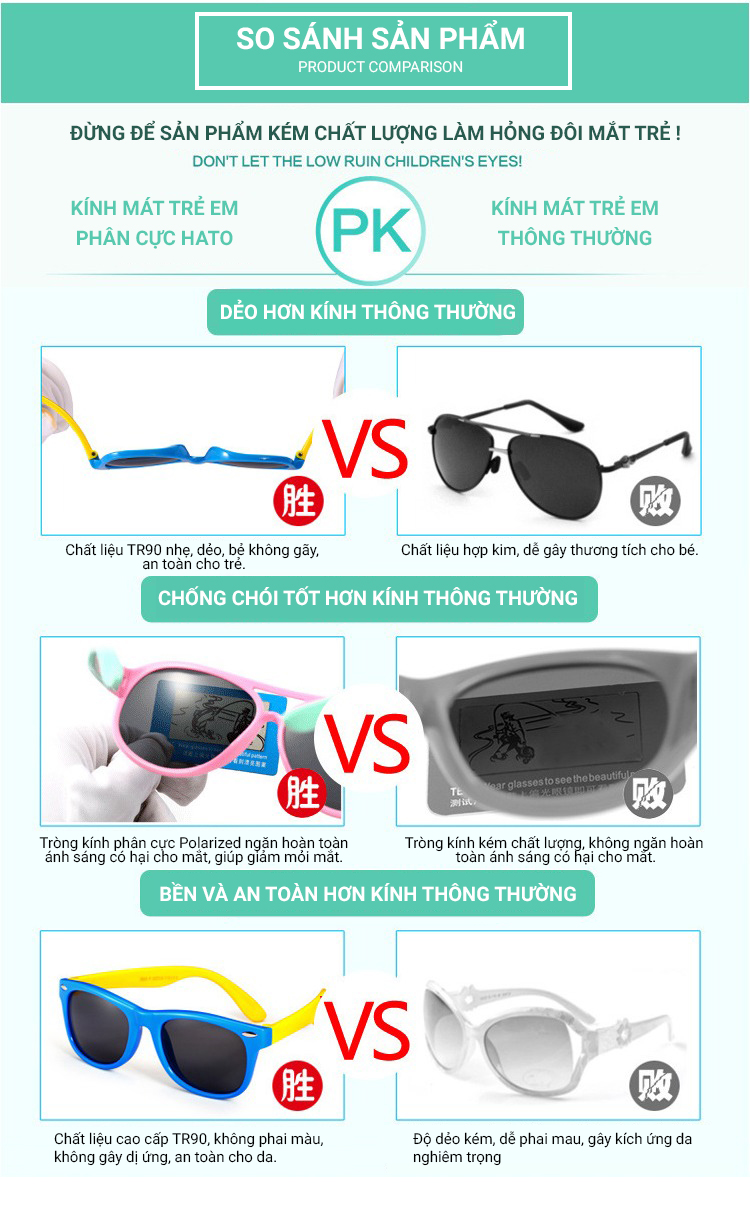 SO SÁNH SẢN PHẨM
PRODUCT COMPARISON
ĐỪNG ĐỂ SẢN PHẨM KÉM CHẤT LƯỢNG LÀM HỎNG ĐÔI MẮT TRẺ !
DON'T LET THE LOW RUIN CHILDREN'S EYES!
KÍNH MÁT TRẺ EM
PHÂN CỰC HATO
PK
KÍNH MÁT TRẺ EM
THÔNG THƯỜNG
DẺO HƠN KÍNH THÔNG THƯỜNG
VS
胜
败
Chất liệu TR90 nhẹ, dẻo, bẻ không gãy,
an toàn cho trẻ.
Chất liệu hợp kim, dễ gây thương tích cho bé.
CHỐNG CHÓI TỐT HƠN KÍNH THÔNG THƯỜNG
VS
wear glasses to see the beautiful
测试
胜
败
Tròng kính phân cực Polarized ngăn hoàn toàn
ánh sáng có hại cho mắt, giúp giảm mỏi mắt.
Tròng kính kém chất lượng, không ngăn hoàn
toàn ánh sáng có hại cho mắt.
BỀN VÀ AN TOÀN HƠN KÍNH THÔNG THƯỜNG
VS
胜
败
Chất liệu cao cấp TR90, không phai màu,
không gây dị ứng, an toàn cho da.
Độ dẻo kém, dễ phai mau, gây kích ứng da
nghiêm trọng